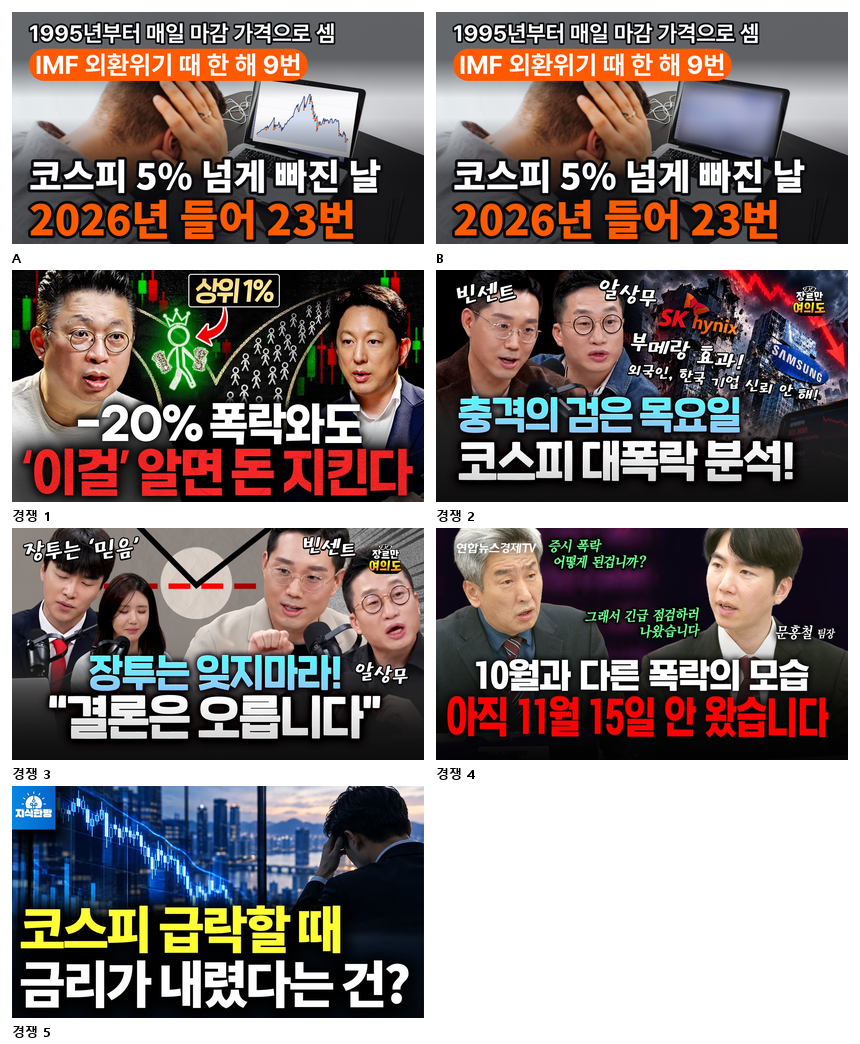 1995년부터 매일 마감 가격으로 셈
IMF 외환위기 때 한 해 9번
코스피 5% 넘게 빠진 날
2026년 들어 23번
A
1995년부터 매일 마감 가격으로 셈
IMF 외환위기 때 한 해 9번
코스피 5% 넘게 빠진 날
2026년 들어 23번
B
상위 1%
-20% 폭락와도
'이걸' 알면 돈 지킨다
경쟁 1
빈센트
알상무
장르만
여의도
SK hynix
SAMSUNG
부메랑 효과!
외국인, 한국 기업 신뢰 안 해!
충격의 검은 목요일
코스피 대폭락 분석!
경쟁 2
장투는 '믿음'
빈센트
장르만
여의도
알상무
장투는 잊지마라!
"결론은 오릅니다"
경쟁 3
연합뉴스경제TV
증시 폭락
어떻게 된겁니까?
그래서 긴급 점검하러
나왔습니다
문홍철 팀장
10월과 다른 폭락의 모습
아직 11월 15일 안 왔습니다
경쟁 4
지식한방
코스피 급락할 때
금리가 내렸다는 건?
경쟁 5